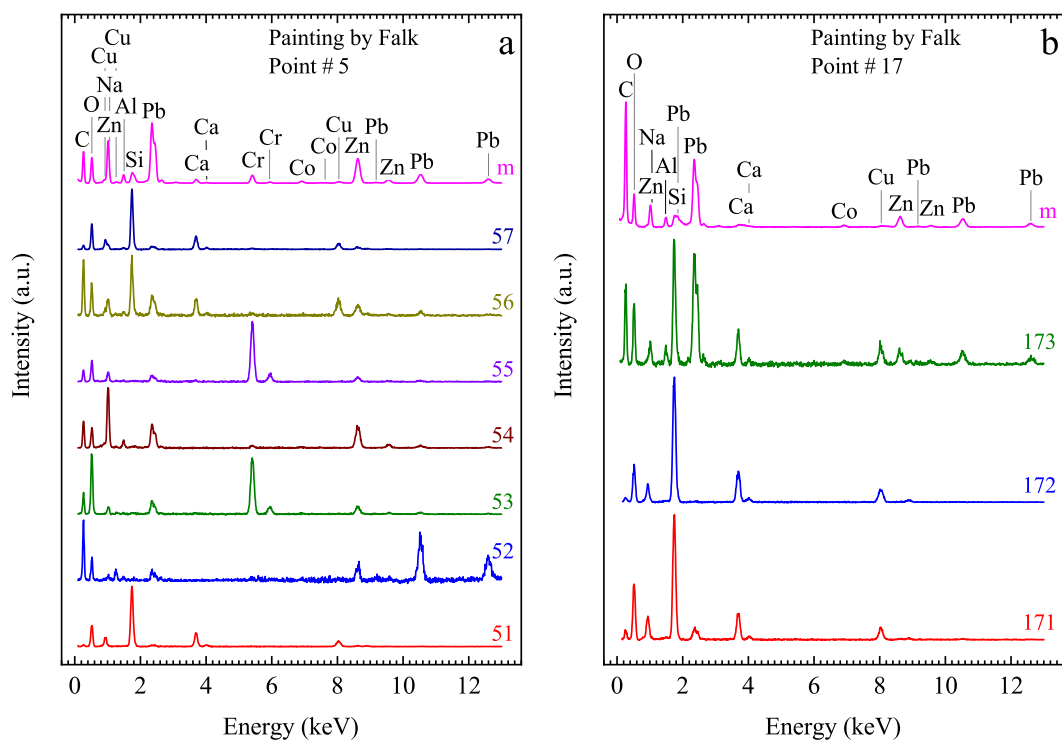 Painting by Falk
Point # 5
a
Cu
Cu
Na
O
Al
Pb
C
Zn
Si
Ca
Ca
Cr
Cr
Co
Co
Cu
Pb
Zn
Zn
Pb
Pb
m
57
56
55
54
53
52
51
0 2 4 6 8 10 12
Energy (keV)
Intensity (a.u.)
Painting by Falk
Point # 17
b
O
C
Pb
Na
Al
Zn
Si
Pb
Ca
Ca
Co
Cu
Pb
Zn
Zn
Pb
Pb
m
173
172
171
0 2 4 6 8 10 12
Energy (keV)
Intensity (a.u.)